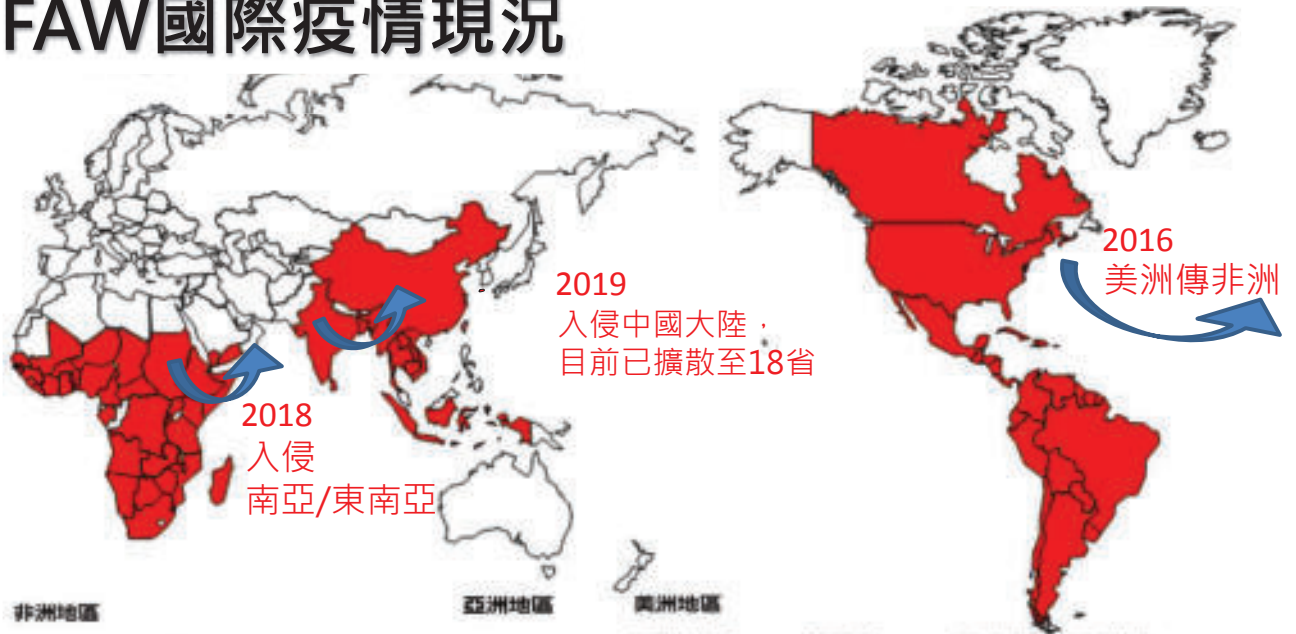 FAW國際疫情現況
2016
美洲傳非洲
2019
入侵中國大陸，
目前已擴散至18省
2018
入侵
南亞/東南亞
非洲地區
亞洲地區
美洲地區